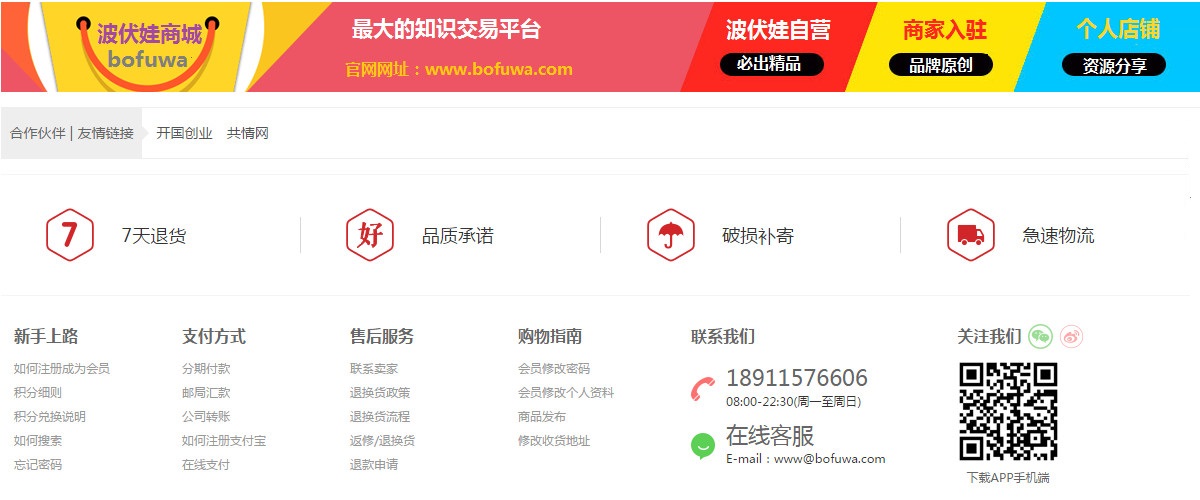 波伏娃商城
bofuwa
最大的知识交易平台
官网网址：www.bofuwa.com
波伏娃自营
必出精品
商家入驻
品牌原创
个人店铺
资源分享
合作伙伴 | 友情链接
开国创业 共情网
7 7天退货
好 品质承诺
破损补寄
急速物流
新手上路
如何注册成为会员
积分细则
积分兑换说明
如何搜索
忘记密码
支付方式
分期付款
邮局汇款
公司转账
如何注册支付宝
在线支付
售后服务
联系卖家
退换货政策
退换货流程
返修/退换货
退款申请
购物指南
会员修改密码
会员修改个人资料
商品发布
修改收货地址
联系我们
18911576606
08:00-22:30(周一至周日)
在线客服
E-mail : www@bofuwa.com
关注我们
下载APP手机端